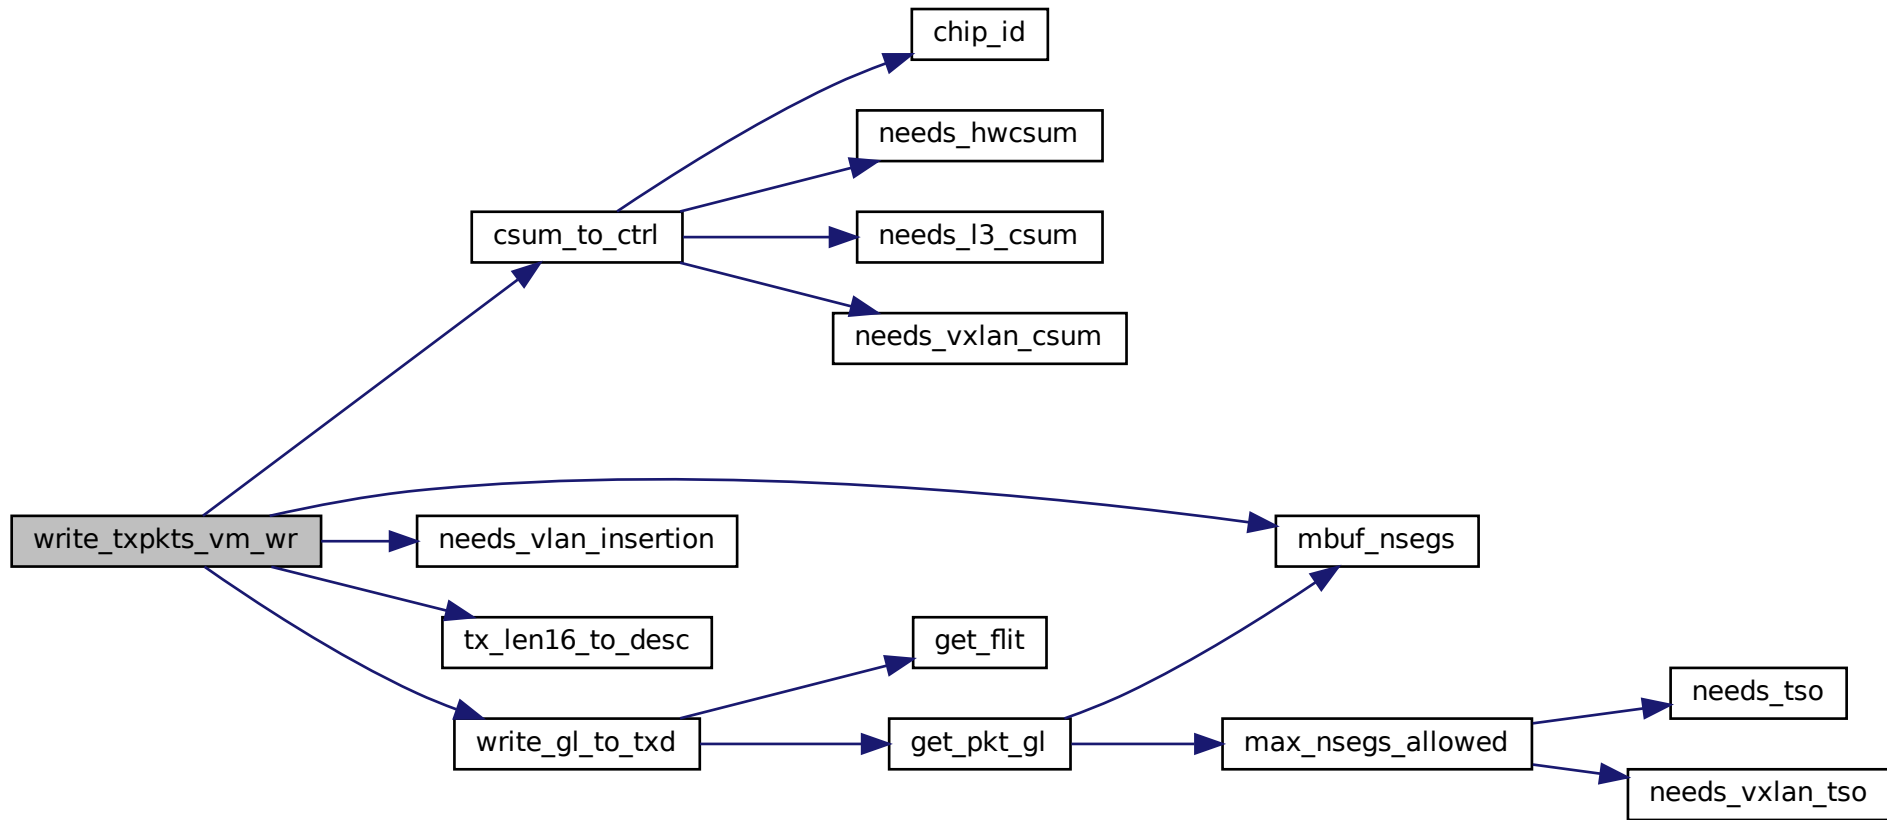 chip_id
needs_hwcsum
csum_to_ctrl
needs_l3_csum
needs_vxlan_csum
write_txpkts_vm_wr
needs_vlan_insertion
mbuf_nsegs
tx_len16_to_desc
get_flit
needs_tso
write_gl_to_txd
get_pkt_gl
max_nsegs_allowed
needs_vxlan_tso